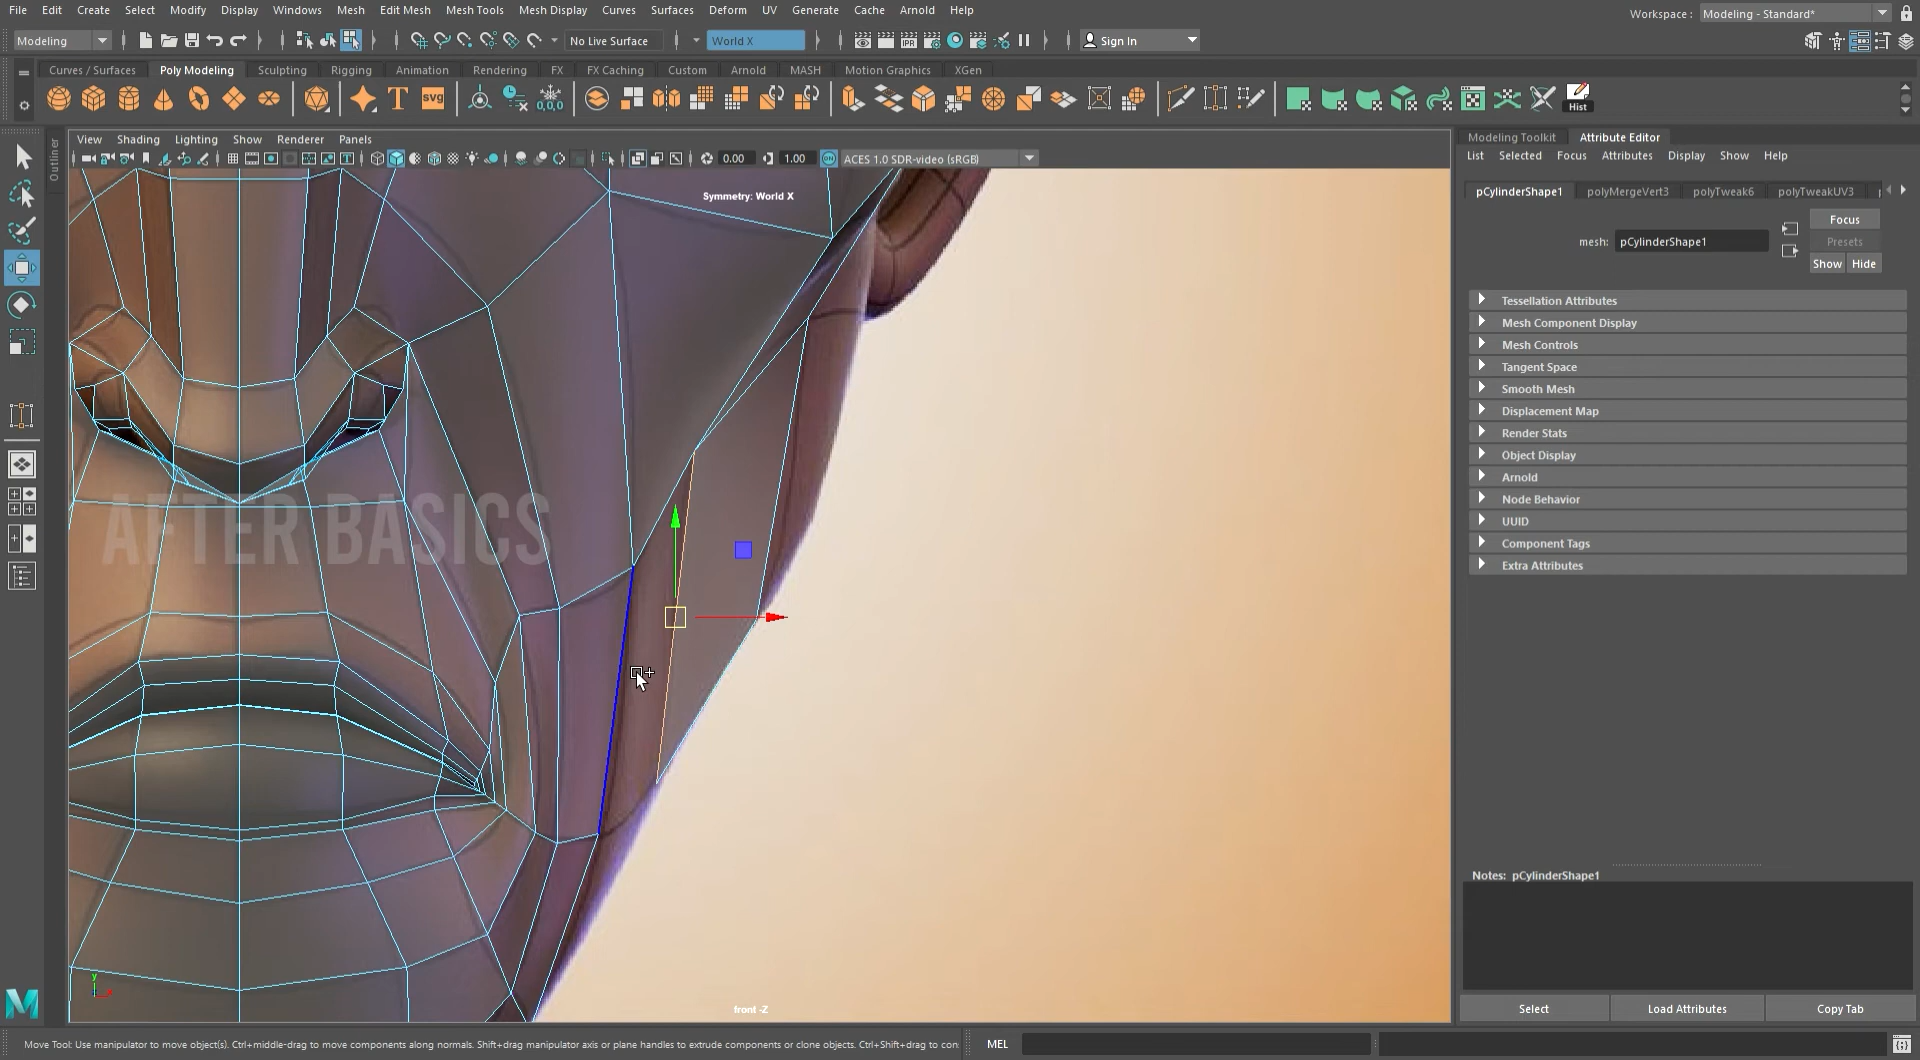 File Edit Create Select Modify Display Windows Mesh Edit Mesh Mesh Tools Mesh Display Curves Surfaces Deform UV Generate Cache Arnold Help
Workspace : Modeling - Standard*
Modeling No Live Surface World X Sign In
Curves / Surfaces Poly Modeling Sculpting Rigging Animation Rendering FX FX Caching Custom Arnold MASH Motion Graphics XGen
T SVG 0,0,0 Hist
Outliner
View Shading Lighting Show Renderer Panels
0.00 1.00 ON ACES 1.0 SDR-video (sRGB)
Symmetry: World X
AFTER BASICS
y
front -Z
Modeling Toolkit Attribute Editor
List Selected Focus Attributes Display Show Help
pCylinderShape1 polyMergeVert3 polyTweak6 polyTweakUV3
Focus
mesh: pCylinderShape1
Presets
Show Hide
Tessellation Attributes
Mesh Component Display
Mesh Controls
Tangent Space
Smooth Mesh
Displacement Map
Render Stats
Object Display
Arnold
Node Behavior
UUID
Component Tags
Extra Attributes
Notes: pCylinderShape1
Select Load Attributes Copy Tab
M
Move Tool: Use manipulator to move object(s). Ctrl+middle-drag to move components along normals. Shift+drag manipulator axis or plane handles to extrude components or clone objects. Ctrl+Shift+drag to con
MEL